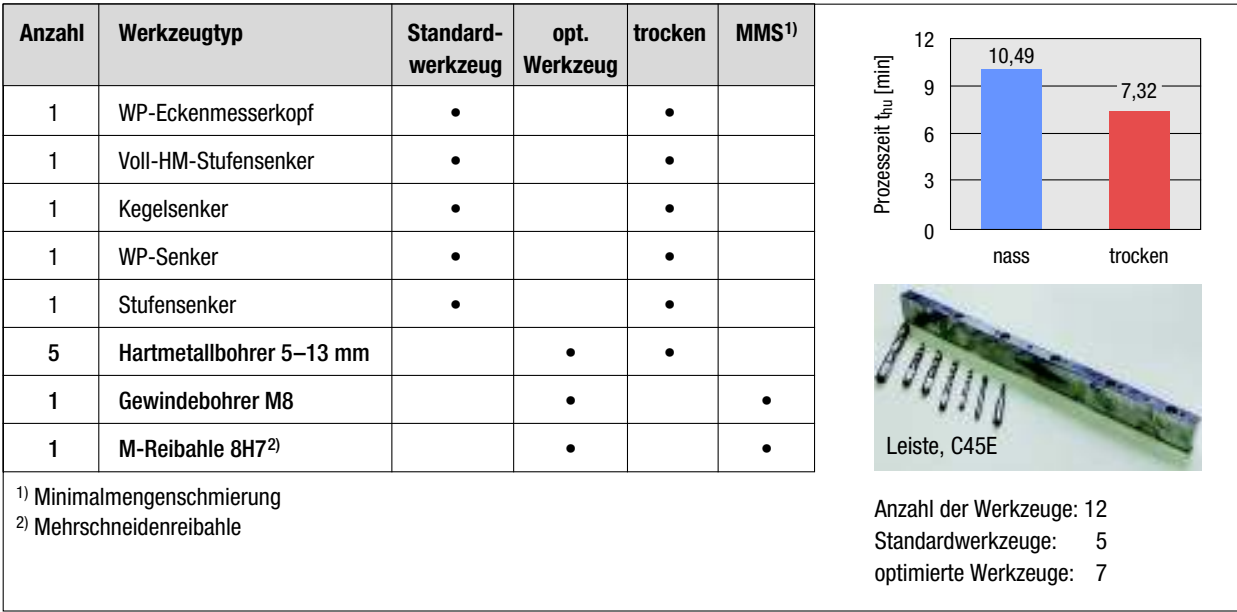 Anzahl Werkzeugtyp Standard- opt. trocken MMS1)
werkzeug Werkzeug
1 WP-Eckenmesserkopf • •
1 Voll-HM-Stufensenker • •
1 Kegelsenker • •
1 WP-Senker • •
1 Stufensenker • •
5 Hartmetallbohrer 5–13 mm • •
1 Gewindebohrer M8 • •
1 M-Reibahle 8H72) • •
1) Minimalmengenschmierung
2) Mehrschneidenreibahle
Prozesszeit thu [min]
12
9
6
3
0
10,49
7,32
nass trocken
Leiste, C45E
Anzahl der Werkzeuge: 12
Standardwerkzeuge: 5
optimierte Werkzeuge: 7